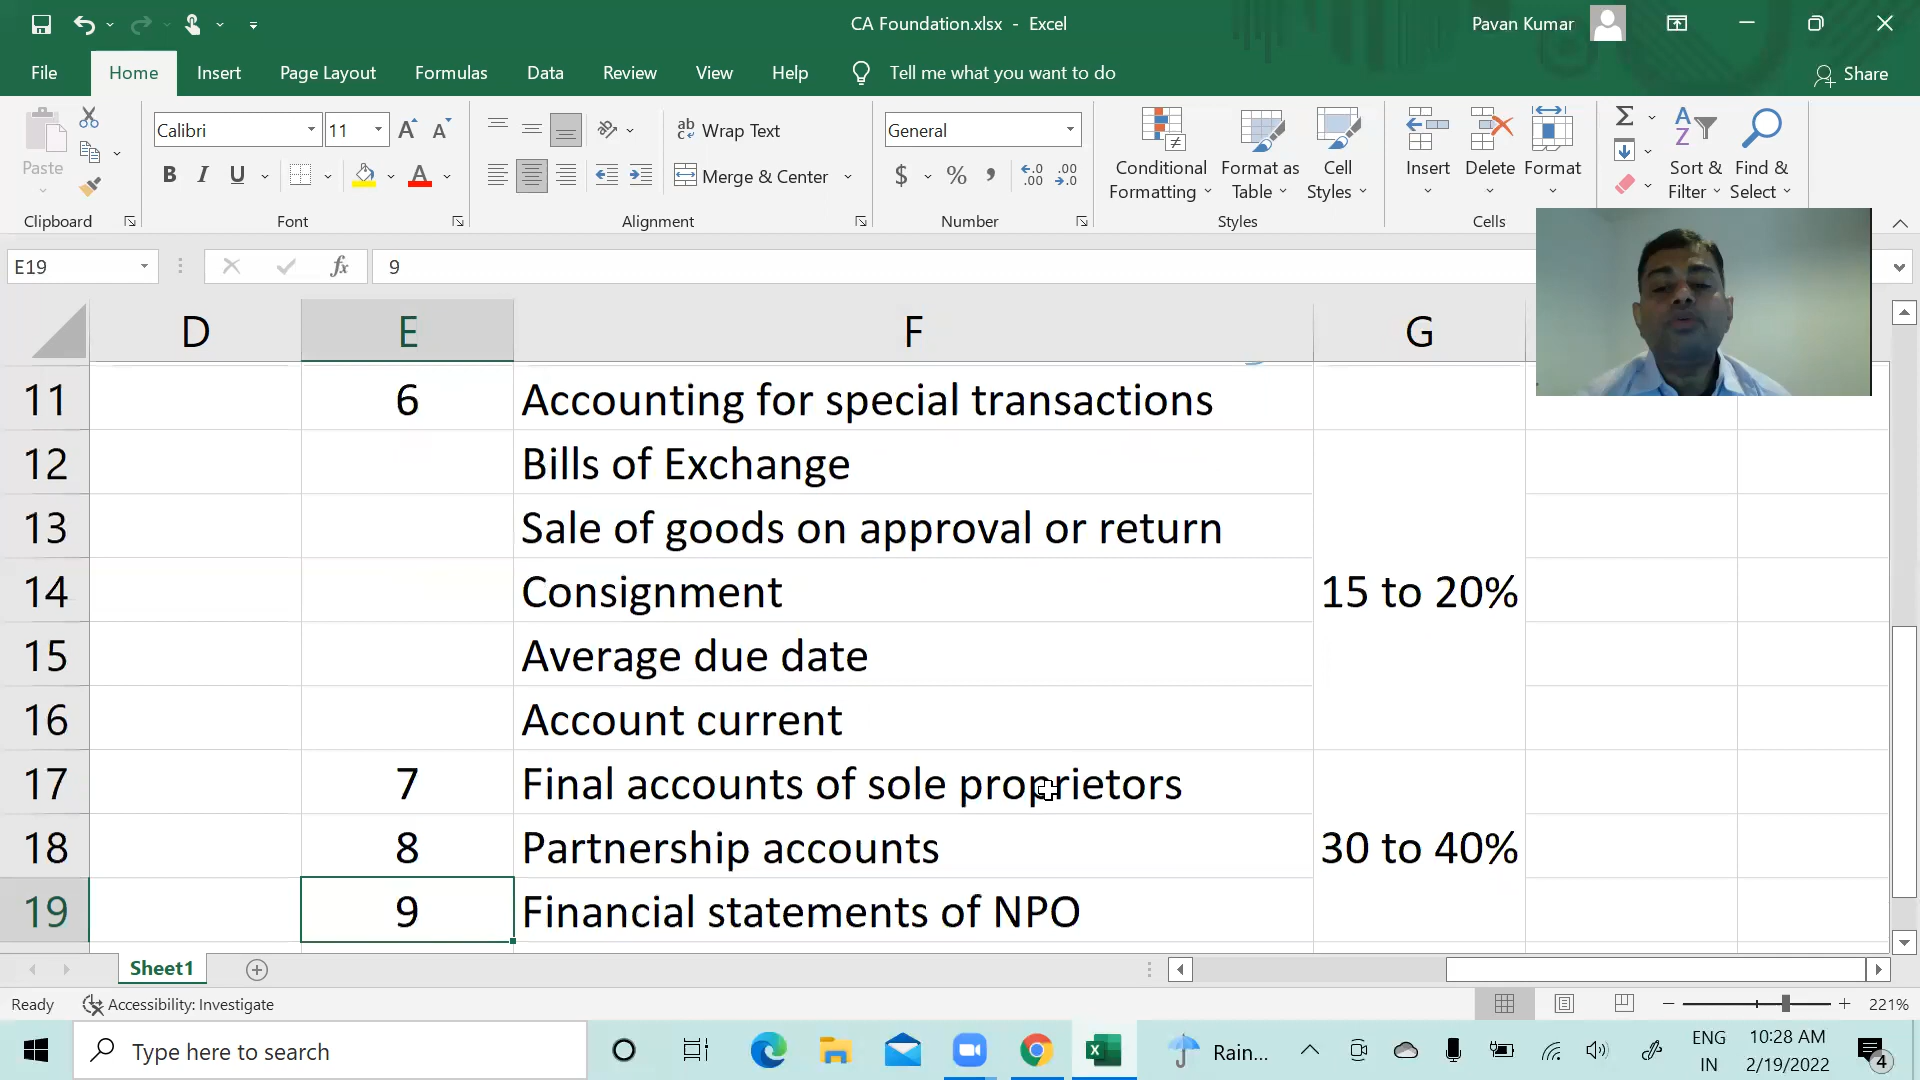 CA Foundation.xlsx - Excel
Pavan Kumar
File Home Insert Page Layout Formulas Data Review View Help Tell me what you want to do
Share
Paste
Clipboard
Calibri 11
B I U
Font
Wrap Text
Merge & Center
Alignment
General
$ % ,
Number
Conditional Formatting
Format as Table
Cell Styles
Styles
Insert Delete Format
Cells
Sort & Filter
Find & Select
E19 fx 9
D E F G
11 6 Accounting for special transactions
12 Bills of Exchange
13 Sale of goods on approval or return
14 Consignment 15 to 20%
15 Average due date
16 Account current
17 7 Final accounts of sole proprietors
18 8 Partnership accounts 30 to 40%
19 9 Financial statements of NPO
Sheet1
Ready Accessibility: Investigate 221%
Type here to search
Rain...
ENG
IN
10:28 AM
2/19/2022
4